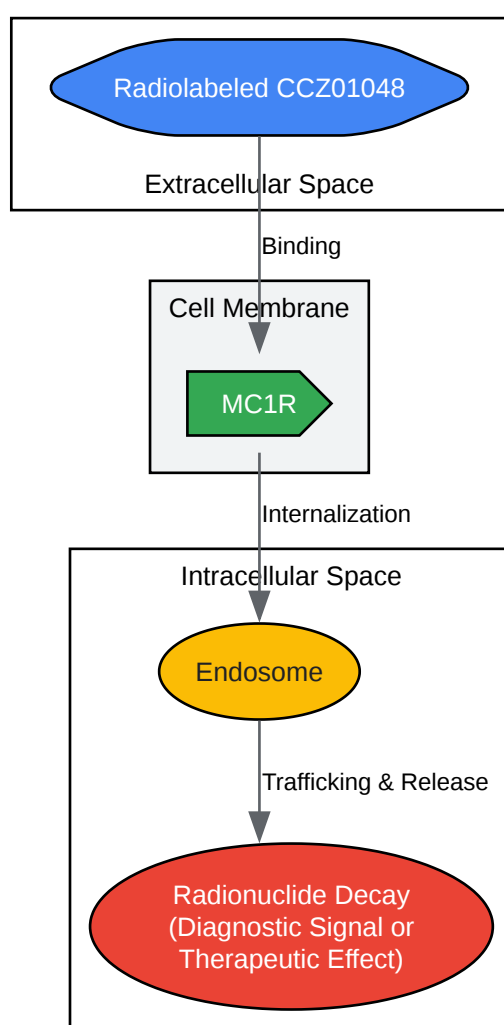 Radiolabeled CCZ01048
Extracellular Space
Binding
Cell Membrane
MC1R
Internalization
Intracellular Space
Endosome
Trafficking & Release
Radionuclide Decay
(Diagnostic Signal or
Therapeutic Effect)